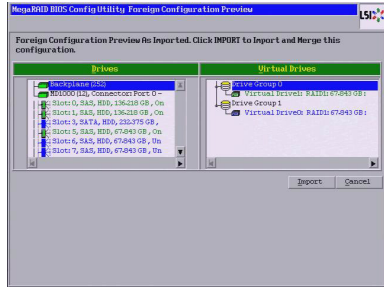 MegaRAID BIOS Config Utility Foreign Configuration Preview
LSI
Foreign Configuration Preview As Imported. Click IMPORT to Import and Merge this
configuration.
Drives
Backplane (252)
MD1000 (12), Connector: Port 0 -
Slot: 0, SAS, HDD, 136.218 GB, On
Slot: 1, SAS, HDD, 136.218 GB, On
Slot: 3, SATA, HDD, 232.375 GB,
Slot: 5, SAS, HDD, 67.843 GB, On
Slot: 6, SAS, HDD, 67.843 GB, Un
Slot: 7, SAS, HDD, 67.843 GB, Un
Virtual Drives
Drive Group 0
Virtual Drive1: RAID1: 67.843 GB:
Drive Group 1
Virtual Drive0: RAID1: 67.843 GB:
Import
Cancel